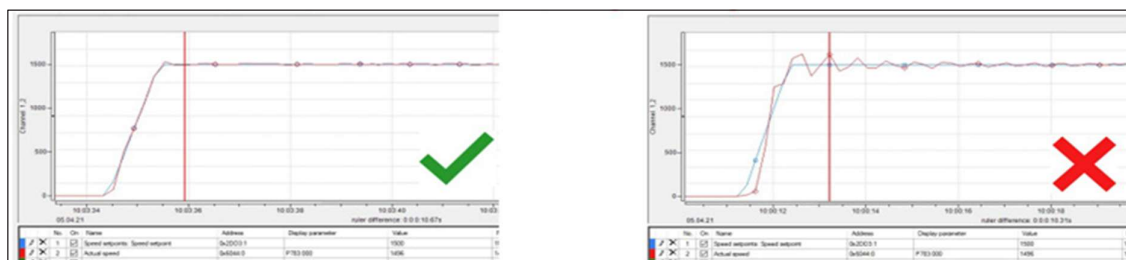 1500
1000
500
0
Channel 1_2
10:03:34
10:03:36
10:03:38
10:03:40
05.04.21
ruler difference: 0:0:0:10.67s
No. On Name Address Display parameter Value
1 Speed setpoints: Speed setpoint 0x2DD3:1 1500
2 Actual speed 0x6044:0 P783.000 1496
1500
1000
500
0
Channel 1_2
10:00:12
10:00:14
10:00:16
10:00:18
05.04.21
ruler difference: 0:0:0:10.31s
No. On Name Address Display parameter Value
1 Speed setpoints: Speed setpoint 0x2DD3:1 1500
2 Actual speed 0x6044:0 P783.000 1496